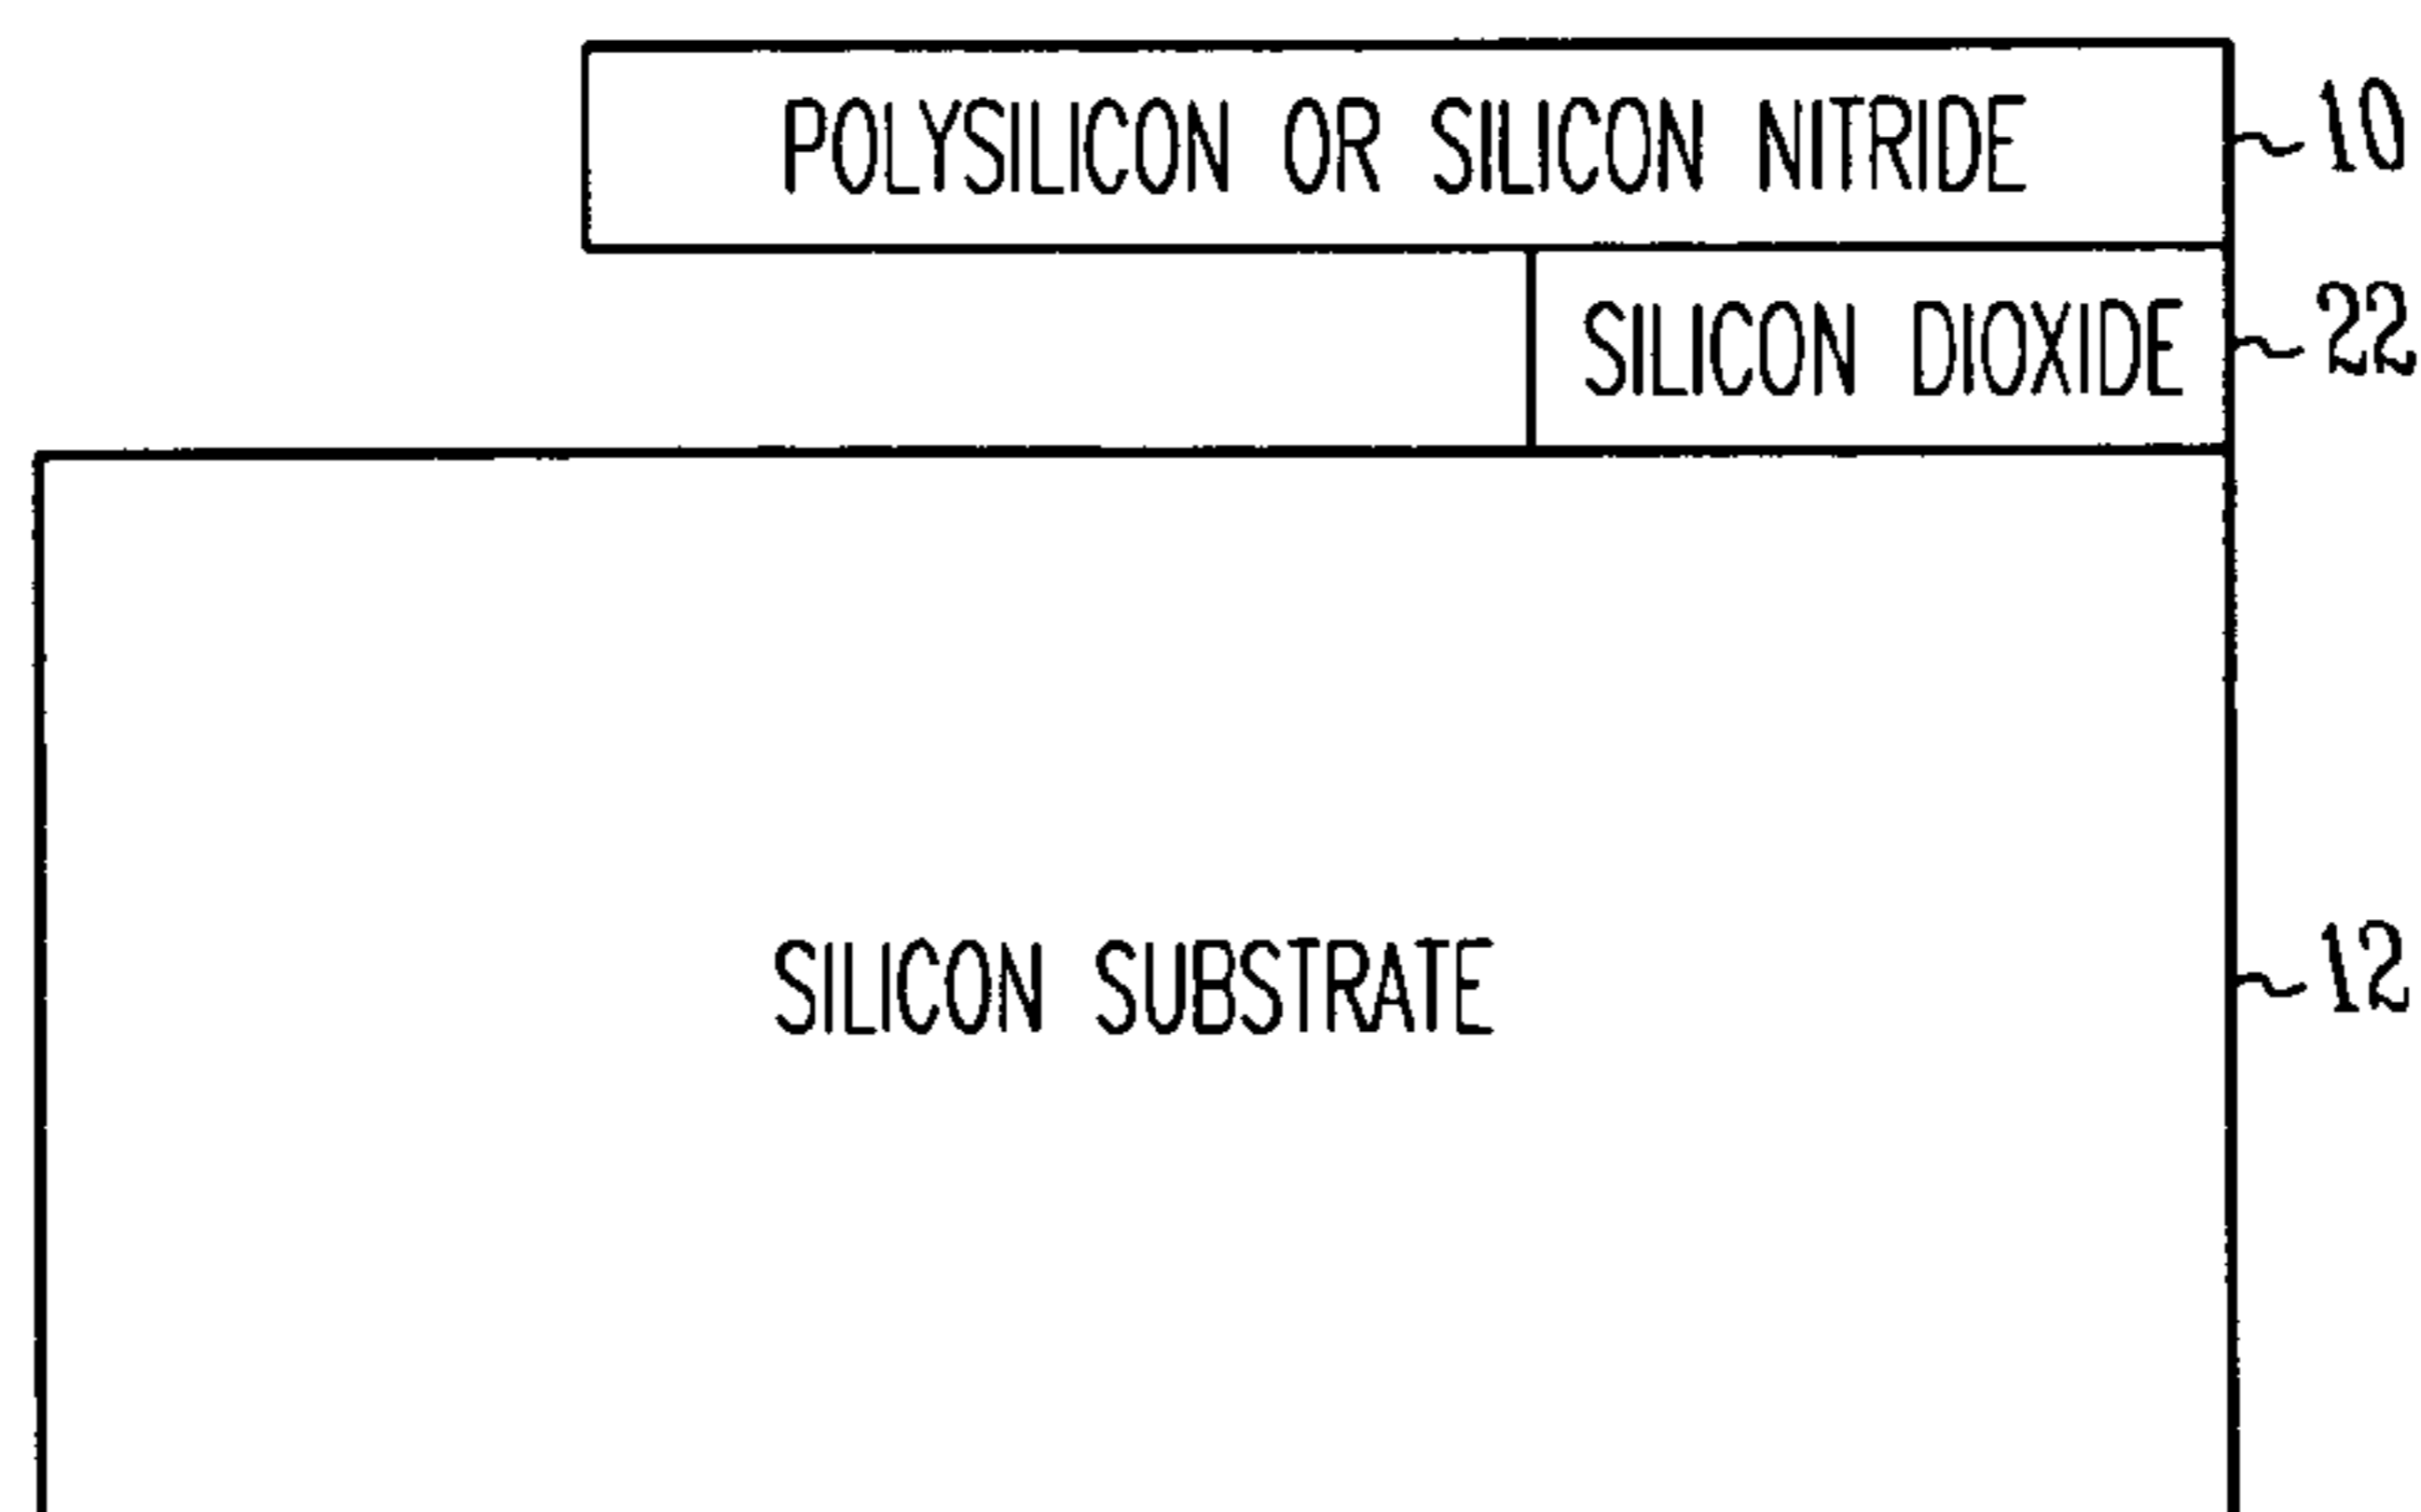 POLYSILICON OR SILICON NITRIDE 10
SILICON DIOXIDE 22
SILICON SUBSTRATE 12